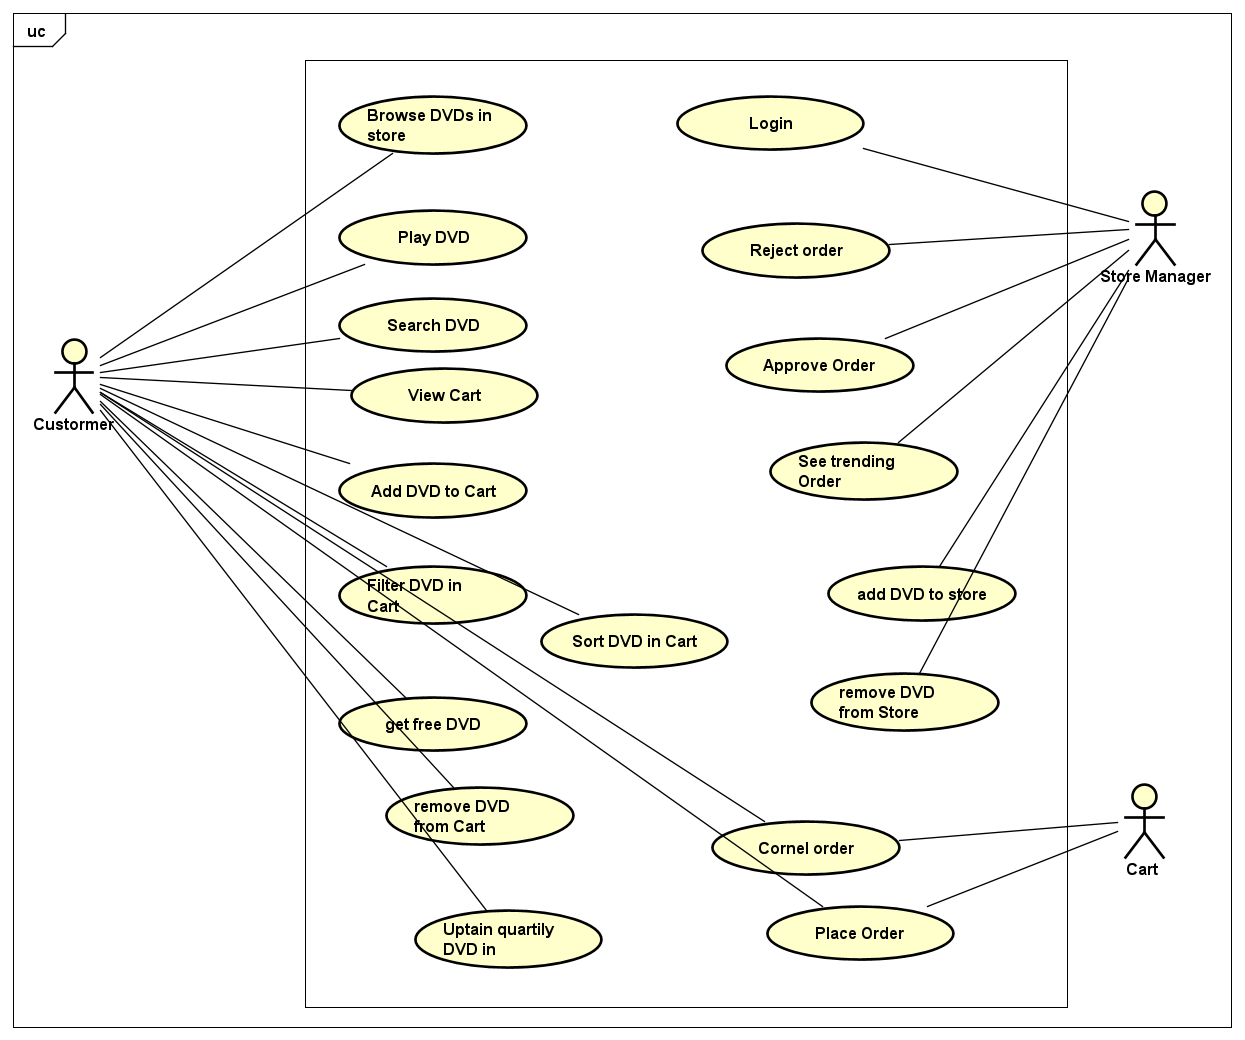 uc
Browse DVDs in
store
Login
Play DVD
Reject order
Store Manager
Search DVD
Approve Order
View Cart
Custormer
See trending
Order
Add DVD to Cart
Filter DVD in
Cart
add DVD to store
Sort DVD in Cart
remove DVD
from Store
get free DVD
remove DVD
from Cart
Cornel order
Cart
Uptain quartily
DVD in
Place Order